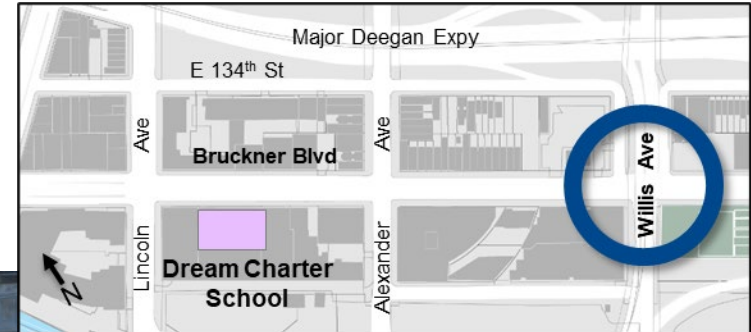 Major Deegan Expy
E 134th St
Ave
Bruckner Blvd
Ave
Willis Ave
Lincoln
Dream Charter
School
Alexander
N